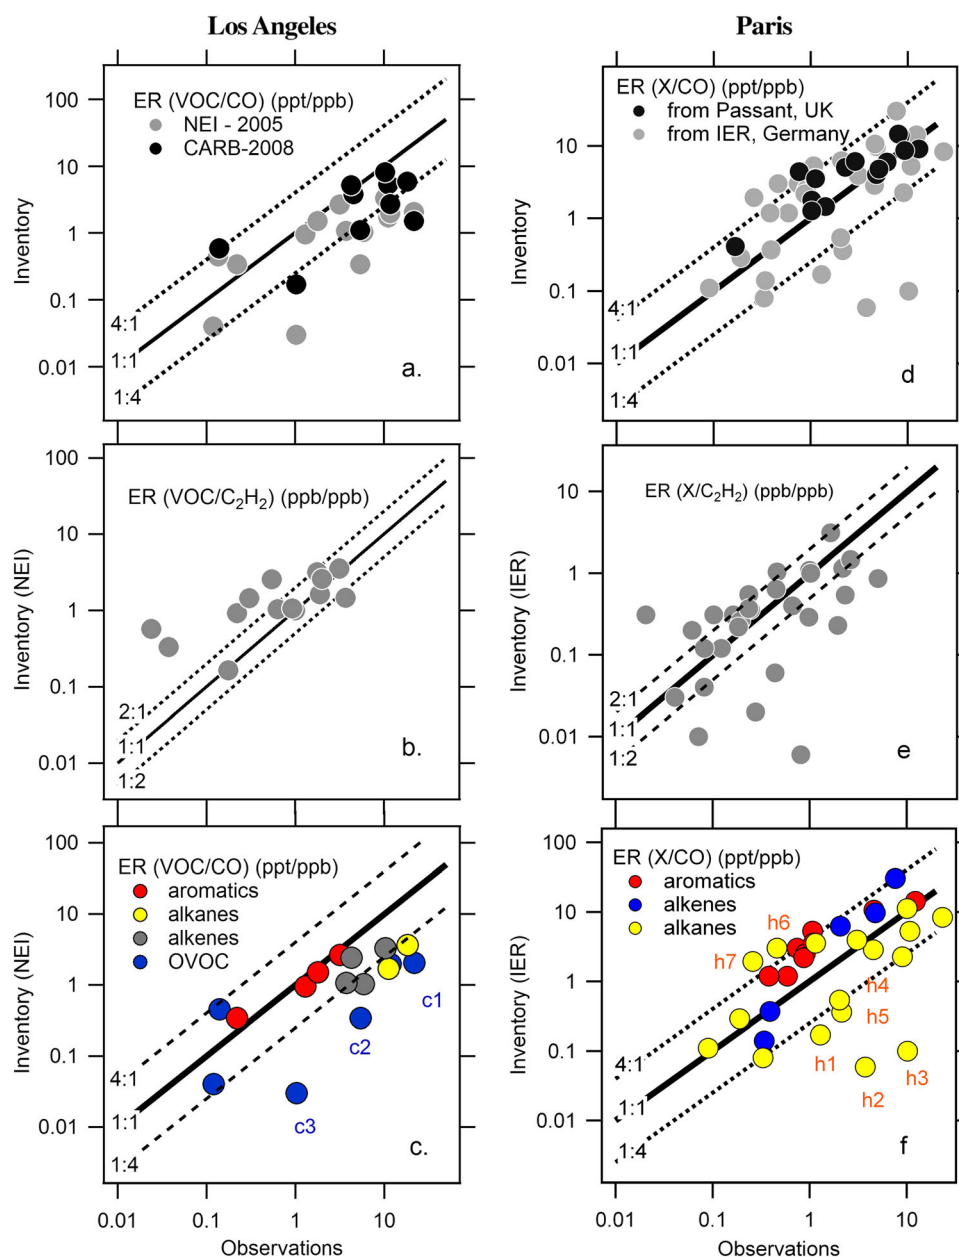 Los Angeles
Paris
Inventory
100
10
1
0.1
0.01
ER (VOC/CO) (ppt/ppb)
NEI - 2005
CARB-2008
4:1
1:1
1:4
a.
Inventory
10
1
0.1
0.01
ER (X/CO) (ppt/ppb)
from Passant, UK
from IER, Germany
4:1
1:1
1:4
d
Inventory (NEI)
100
10
1
0.1
0.01
ER (VOC/C₂H₂) (ppb/ppb)
2:1
1:1
1:2
b.
Inventory (IER)
10
1
0.1
0.01
ER (X/C₂H₂) (ppb/ppb)
2:1
1:1
1:2
e
Inventory (NEI)
100
10
1
0.1
0.01
ER (VOC/CO) (ppt/ppb)
aromatics
alkanes
alkenes
OVOC
c1
c2
c3
4:1
1:1
1:4
c.
0.01 0.1 1 10
Observations
Inventory (IER)
100
10
1
0.1
0.01
ER (X/CO) (ppt/ppb)
aromatics
alkenes
alkanes
h6
h7
h4
h5
h1
h3
h2
4:1
1:1
1:4
f
0.01 0.1 1 10
Observations